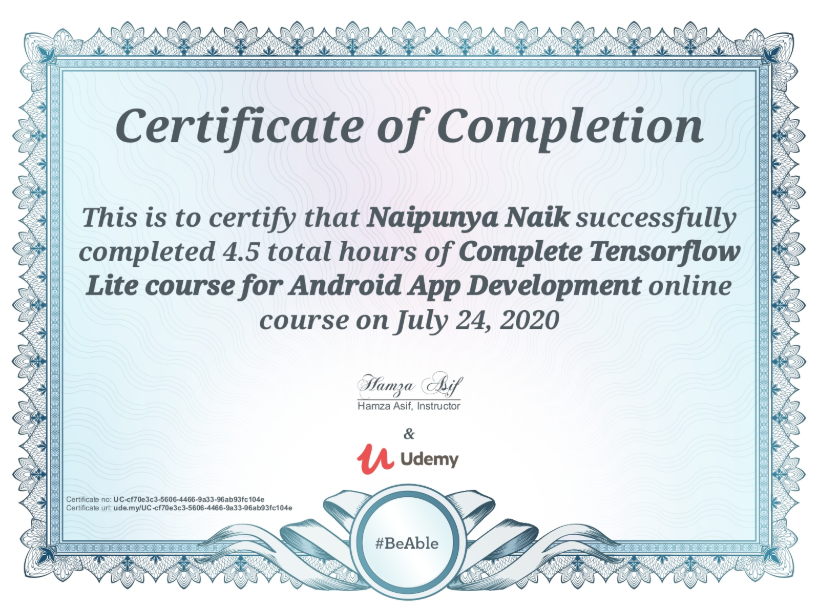 Certificate of Completion
This is to certify that Naipunya Naik successfully
completed 4.5 total hours of Complete Tensorflow
Lite course for Android App Development online
course on July 24, 2020
Hamza Asif
Hamza Asif, Instructor
&
Udemy
Certificate no: UC-cf70e3c3-5606-4466-9a33-96ab93fc104e
Certificate url: ude.my/UC-cf70e3c3-5606-4466-9a33-96ab93fc104e
#BeAble